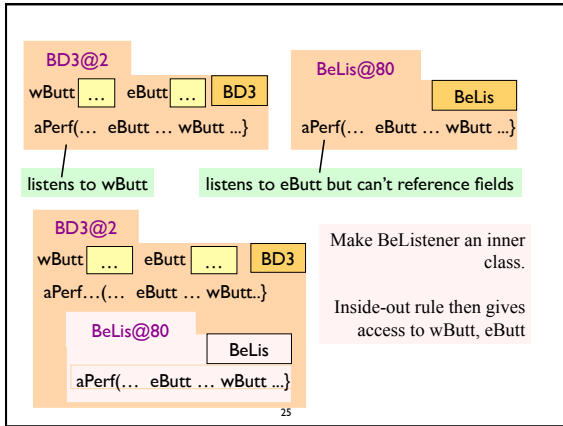 BD3@2
wButt … eButt … BD3
aPerf(… eButt … wButt ...}
listens to wButt
BeLis@80
BeLis
aPerf(… eButt … wButt ...}
listens to eButt but can't reference fields
BD3@2
wButt … eButt … BD3
aPerf…(… eButt … wButt..}
BeLis@80
BeLis
aPerf(… eButt … wButt ...}
Make BeListener an inner
class.
Inside-out rule then gives
access to wButt, eButt
25